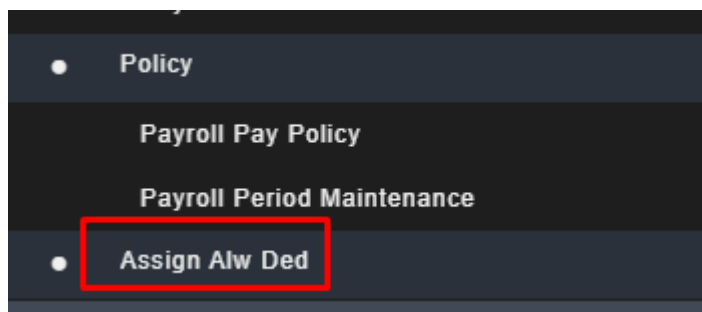 Policy
Payroll Pay Policy
Payroll Period Maintenance
Assign Alw Ded